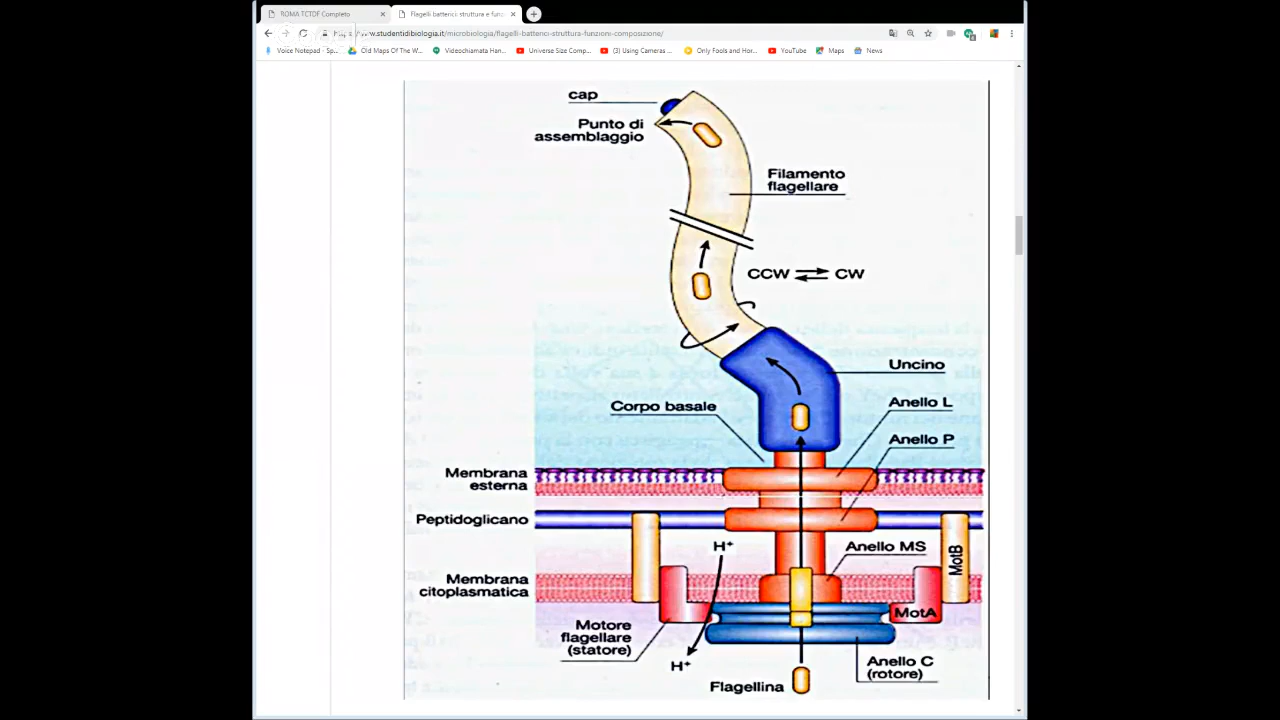 ROMA TCTDF Completo
Flagelli batterici: struttura e funz
www.studentidibiologia.it/microbiologia/flagelli-batterici-struttura-funzioni-composizione/
Voice Notepad - Sp...
Old Maps Of The W...
Videochiamata Han...
Universe Size Comp...
(3) Using Cameras ...
Only Fools and Hor...
YouTube
Maps
News
cap
Punto di
assemblaggio
Filamento
flagellare
CCW ⇌ CW
Uncino
Corpo basale
Anello L
Anello P
Membrana
esterna
Peptidoglicano
H⁺
Anello MS
MotB
Membrana
citoplasmatica
MotA
Motore
flagellare
(statore)
H⁺
Anello C
(rotore)
Flagellina